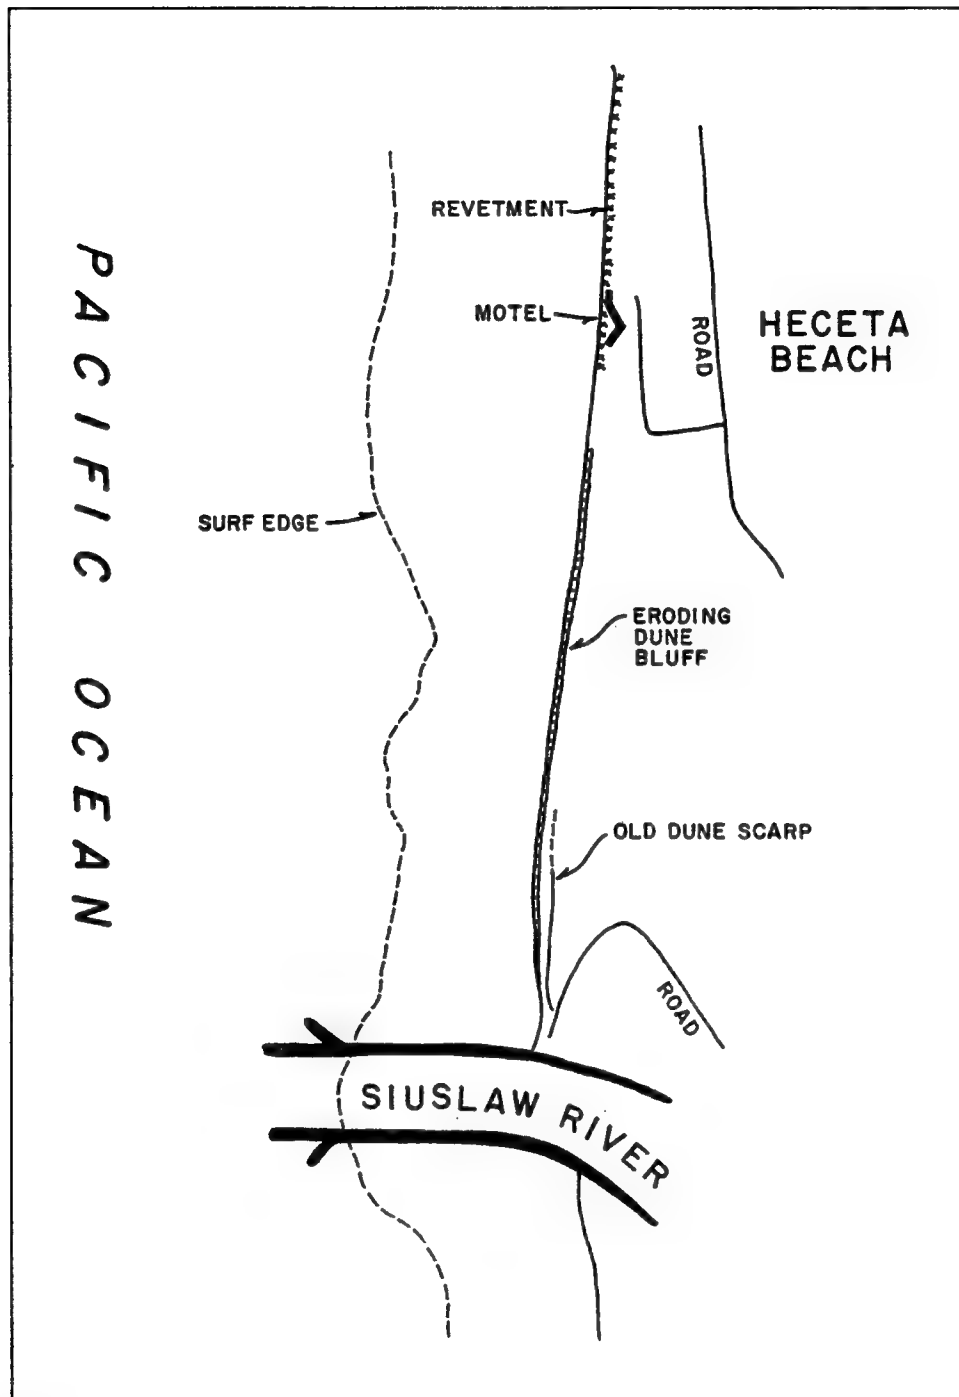 REVETMENT
MOTEL
ROAD
HECETA
BEACH
PACIFIC OCEAN
SURF EDGE
ERODING
DUNE
BLUFF
OLD DUNE SCARP
ROAD
SIUSLAW RIVER